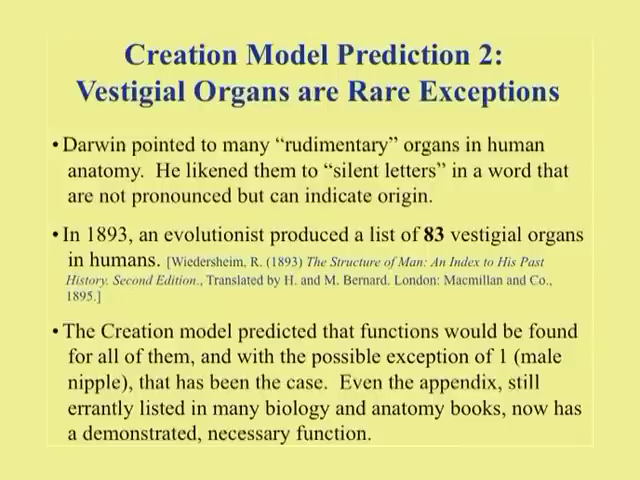 Creation Model Prediction 2:
Vestigial Organs are Rare Exceptions
• Darwin pointed to many “rudimentary” organs in human
anatomy. He likened them to “silent letters” in a word that
are not pronounced but can indicate origin.
• In 1893, an evolutionist produced a list of 83 vestigial organs
in humans. [Wiedersheim, R. (1893) The Structure of Man: An Index to His Past
History. Second Edition., Translated by H. and M. Bernard. London: Macmillan and Co.,
1895.]
• The Creation model predicted that functions would be found
for all of them, and with the possible exception of 1 (male
nipple), that has been the case. Even the appendix, still
errantly listed in many biology and anatomy books, now has
a demonstrated, necessary function.